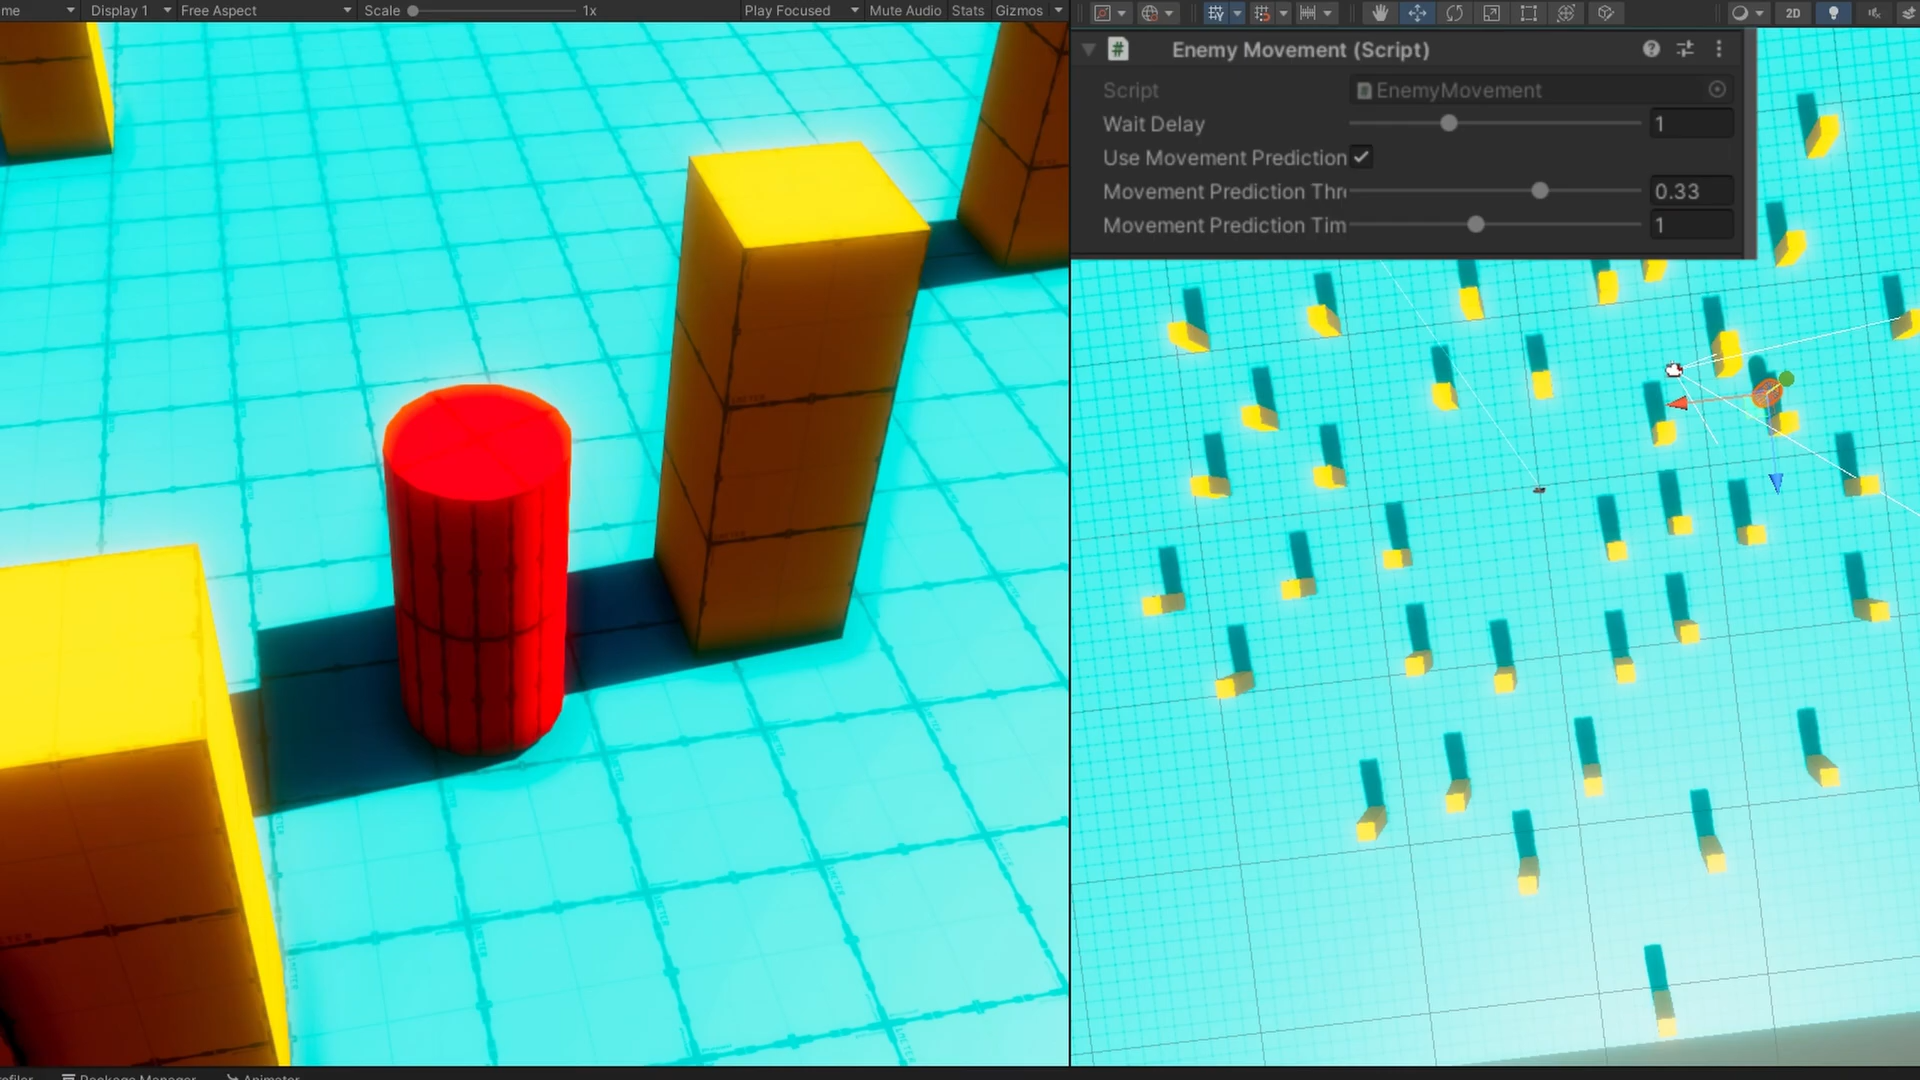 me Display 1 Free Aspect Scale 1x Play Focused Mute Audio Stats Gizmos
2D
Enemy Movement (Script)
Script EnemyMovement
Wait Delay 1
Use Movement Prediction
Movement Prediction Thr 0.33
Movement Prediction Tim 1
ofiler Package Manager Animator